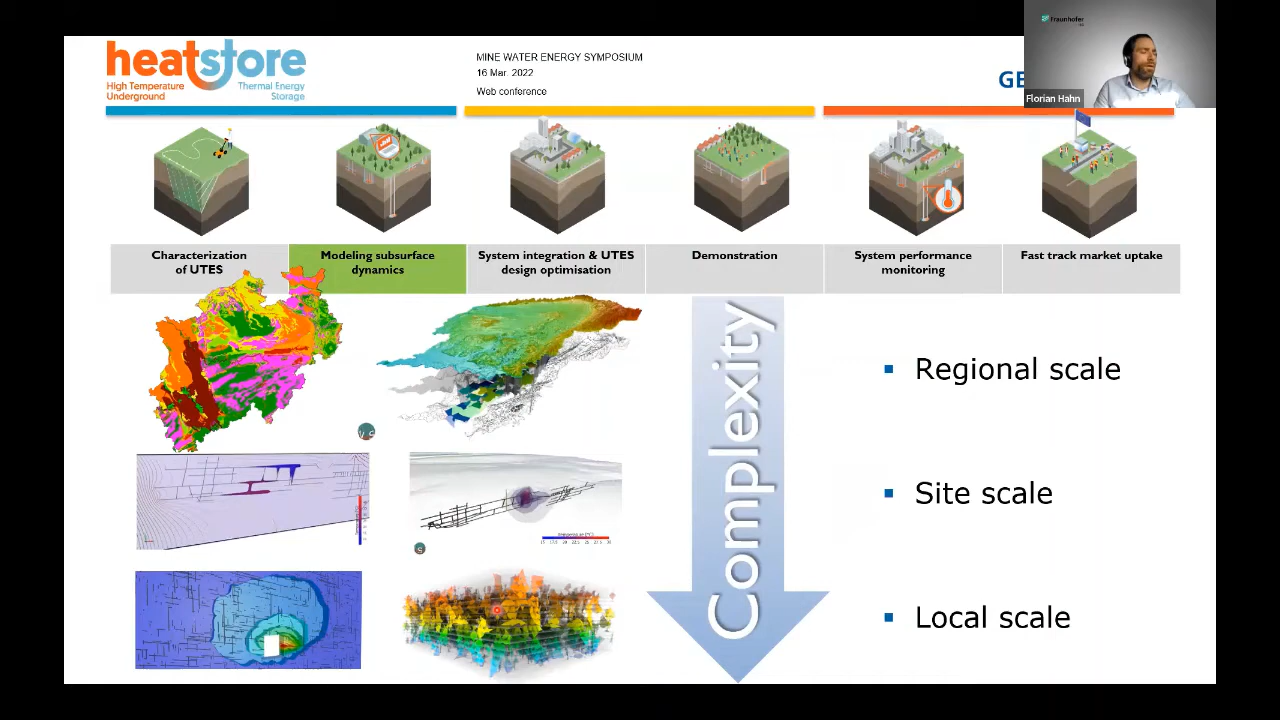 heatstore
High Temperature
Underground
Thermal Energy
Storage
MINE WATER ENERGY SYMPOSIUM
16 Mar. 2022
Web conference
GE
Fraunhofer
Florian Hahn
Characterization
of UTES
Modeling subsurface
dynamics
System integration & UTES
design optimisation
Demonstration
System performance
monitoring
Fast track market uptake
Complexity
Regional scale
Site scale
Local scale